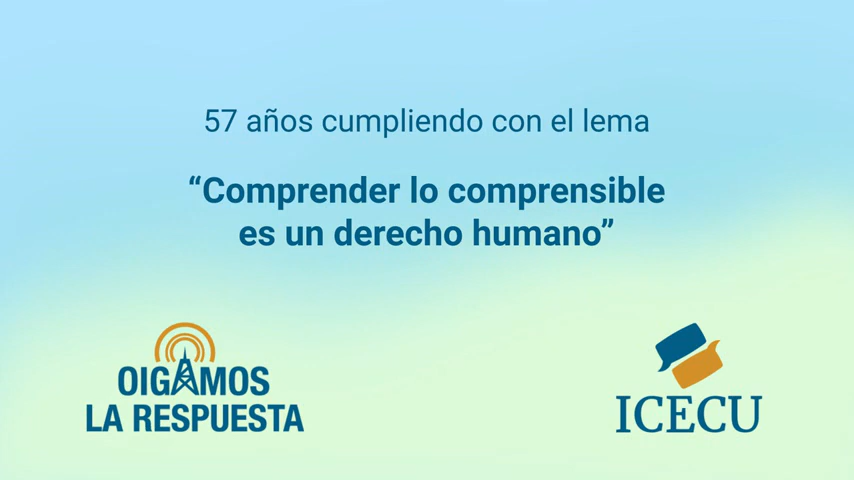 57 años cumpliendo con el lema
“Comprender lo comprensible
es un derecho humano”
OIGAMOS
LA RESPUESTA
ICECU